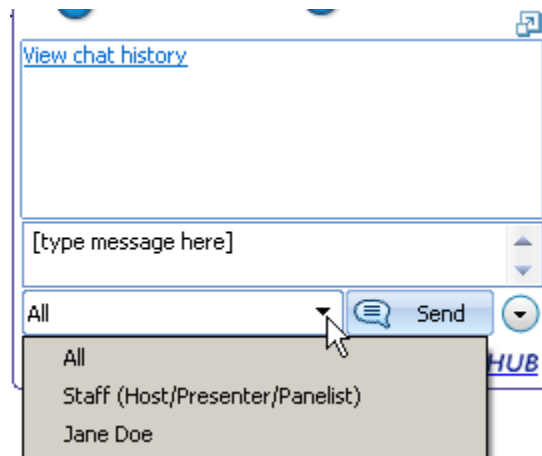 View chat history
[type message here]
All
Send
All
HUB
Staff (Host/Presenter/Panelist)
Jane Doe